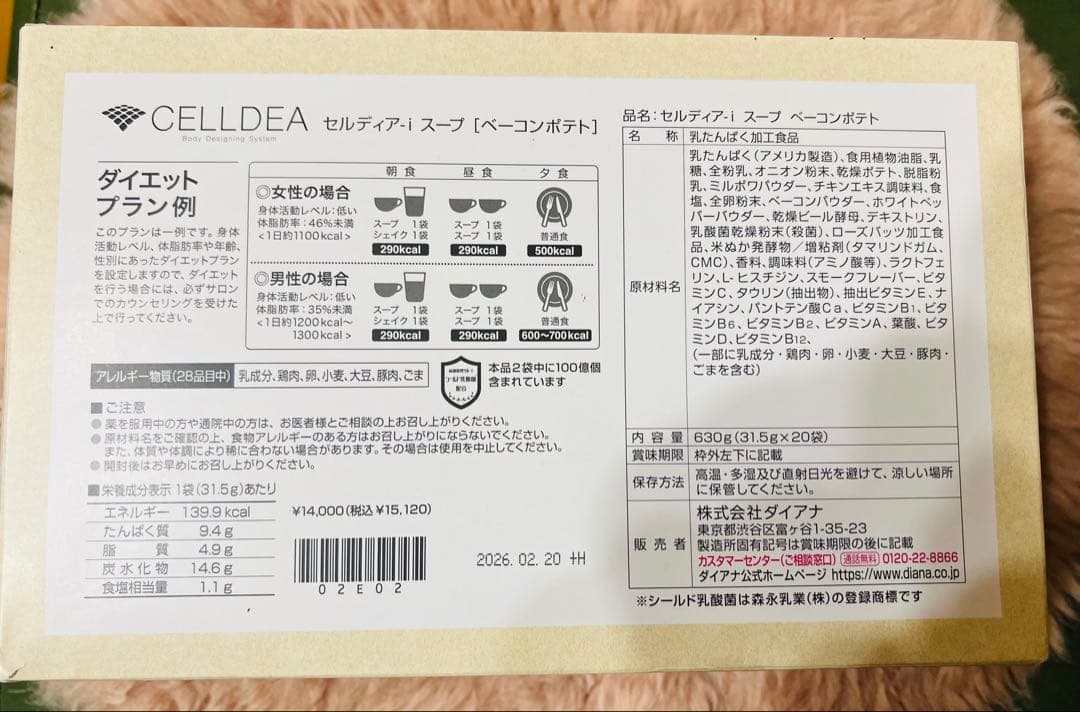 CELLDEA
Body Designing System
セルディア-i スープ [ベーコンポテト]
ダイエット
プラン例
このプランは一例です。身体
活動レベル、体脂肪率や年齢、
性別にあったダイエットプラン
を設定しますので、ダイエット
を行う場合には、必ずサロン
でのカウンセリングを受けた
上で行ってください。
朝食
昼食
夕食
◎女性の場合
身体活動レベル：低い
体脂肪率：46%未満
<1日約1100kcal>
スープ 1袋
シェイク 1袋
290kcal
スープ 1袋
スープ 1袋
290kcal
普通食
500kcal
◎男性の場合
身体活動レベル：低い
体脂肪率：35%未満
<1日約1200kcal～
1300kcal>
スープ 1袋
シェイク 1袋
290kcal
スープ 1袋
スープ 1袋
290kcal
普通食
600～700kcal
アレルギー物質(28品目中)
乳成分、鶏肉、卵、小麦、大豆、豚肉、ごま
シールド乳酸菌
配合
本品2袋中に100億個
含まれています
■ご注意
●薬を服用中の方や通院中の方は、お医者様とご相談の上お召し上がりください。
●原材料名をご確認の上、食物アレルギーのある方はお召し上がりにならないでください。
また、体質や体調により稀に合わない場合があります。その場合は使用を中止してください。
●開封後はお早めにお召し上がりください。
■栄養成分表示 1袋(31.5g)あたり
エネルギー 139.9kcal
たんぱく質 9.4g
脂質 4.9g
炭水化物 14.6g
食塩相当量 1.1g
¥14,000(税込¥15,120)
02E02
2026.02.20 +H
品名：セルディア-i スープ ベーコンポテト
名称 乳たんぱく加工食品
原材料名
乳たんぱく(アメリカ製造)、食用植物油脂、乳
糖、全粉乳、オニオン粉末、乾燥ポテト、脱脂粉
乳、ミルポワパウダー、チキンエキス調味料、食
塩、全卵粉末、ベーコンパウダー、ホワイトペッ
パーパウダー、乾燥ビール酵母、デキストリン、
乳酸菌乾燥粉末(殺菌)、ローズバッツ加工食
品、米ぬか発酵物／増粘剤(タマリンドガム、
CMC)、香料、調味料(アミノ酸等)、ラクトフェ
リン、L-ヒスチジン、スモークフレーバー、ビタ
ミンC、タウリン(抽出物)、抽出ビタミンE、ナ
イアシン、パントテン酸Ca、ビタミンB1、ビタ
ミンB6、ビタミンB2、ビタミンA、葉酸、ビタ
ミンD、ビタミンB12、
(一部に乳成分・鶏肉・卵・小麦・大豆・豚肉・
ごまを含む)
内容量 630g(31.5g×20袋)
賞味期限 枠外左下に記載
保存方法
高温・多湿及び直射日光を避けて、涼しい場所
に保管してください。
販売者
株式会社ダイアナ
東京都渋谷区富ヶ谷1-35-23
製造所固有記号は賞味期限の後に記載
カスタマーセンター(ご相談窓口) 通話無料 0120-22-8866
ダイアナ公式ホームページ https://www.diana.co.jp
※シールド乳酸菌は森永乳業(株)の登録商標です